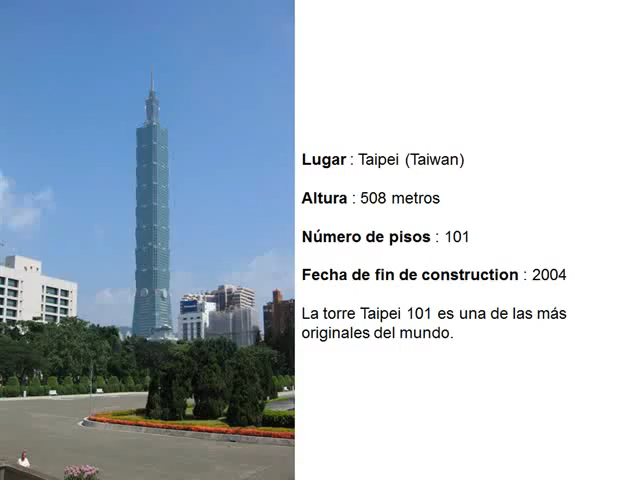 Lugar : Taipei (Taiwan)
Altura : 508 metros
Número de pisos : 101
Fecha de fin de construction : 2004
La torre Taipei 101 es una de las más
originales del mundo.